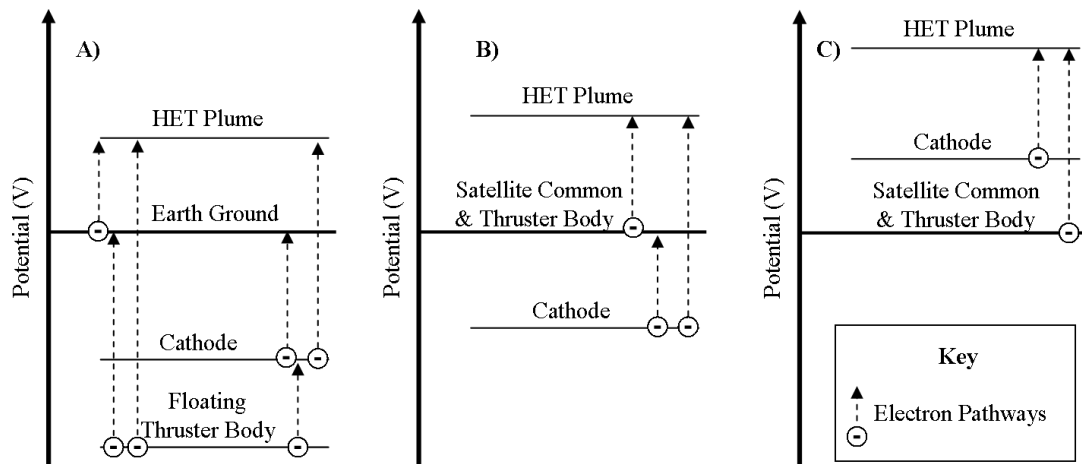 A)
Potential (V)
HET Plume
Earth Ground
Cathode
Floating
Thruster Body
B)
Potential (V)
HET Plume
Satellite Common
& Thruster Body
Cathode
C)
Potential (V)
HET Plume
Cathode
Satellite Common
& Thruster Body
Key
Electron Pathways